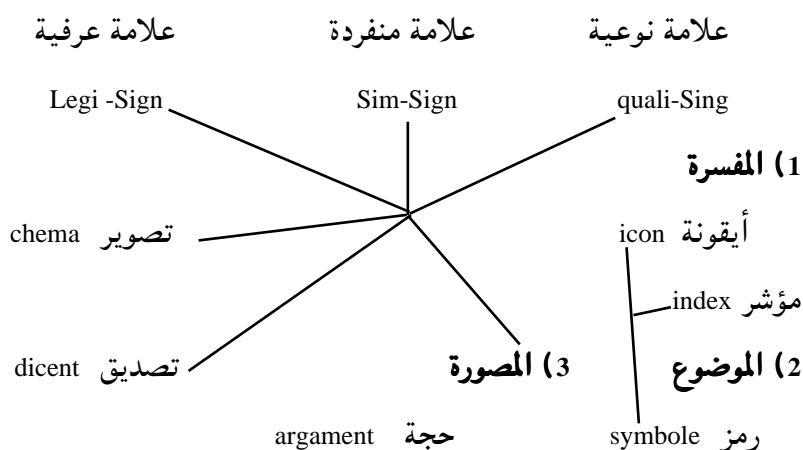 علامة نوعية علامة منفردة علامة عرفية
quali-Sing Sim-Sign Legi -Sign
1) المفسرة
أيقونة icon تصوير chema
مؤشر index
2) الموضوع 3) المصورة تصديق dicent
رمز symbole حجة argament